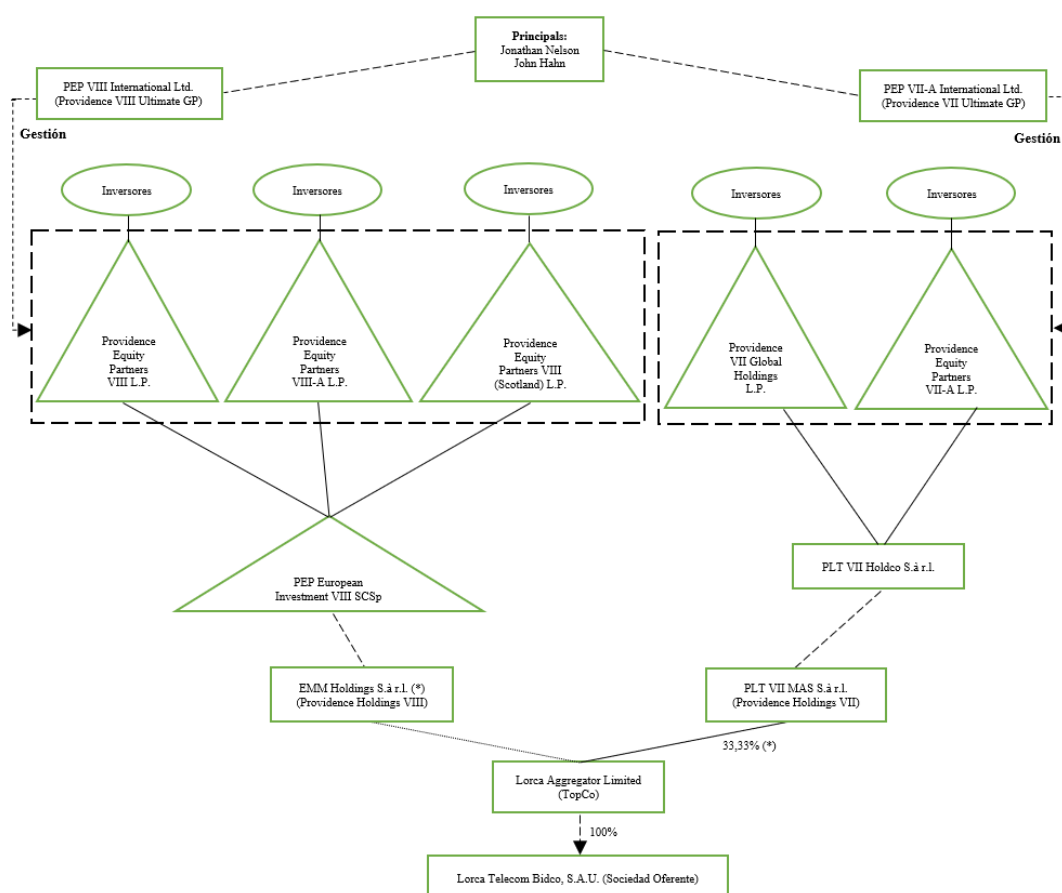 Principals:
Jonathan Nelson
John Hahn
PEP VIII International Ltd.
(Providence VIII Ultimate GP)
PEP VII-A International Ltd.
(Providence VII Ultimate GP)
Gestión
Gestión
Inversores
Inversores
Inversores
Inversores
Inversores
Providence
Equity
Partners
VIII L.P.
Providence
Equity
Partners
VIII-A L.P.
Providence
Equity
Partners VIII
(Scotland) L.P.
Providence
VII Global
Holdings
L.P.
Providence
Equity
Partners
VII-A L.P.
PEP European
Investment VIII SCSp
PLT VII Holdco S.à r.l.
EMM Holdings S.à r.l. (*)
(Providence Holdings VIII)
PLT VII MAS S.à r.l.
(Providence Holdings VII)
33,33% (*)
Lorca Aggregator Limited
(TopCo)
100%
Lorca Telecom Bidco, S.A.U. (Sociedad Oferente)